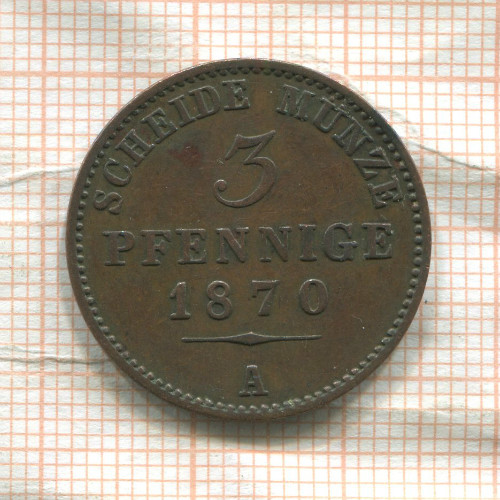 SCHEIDE MÜNZE
3
PFENNIGE
1870
A